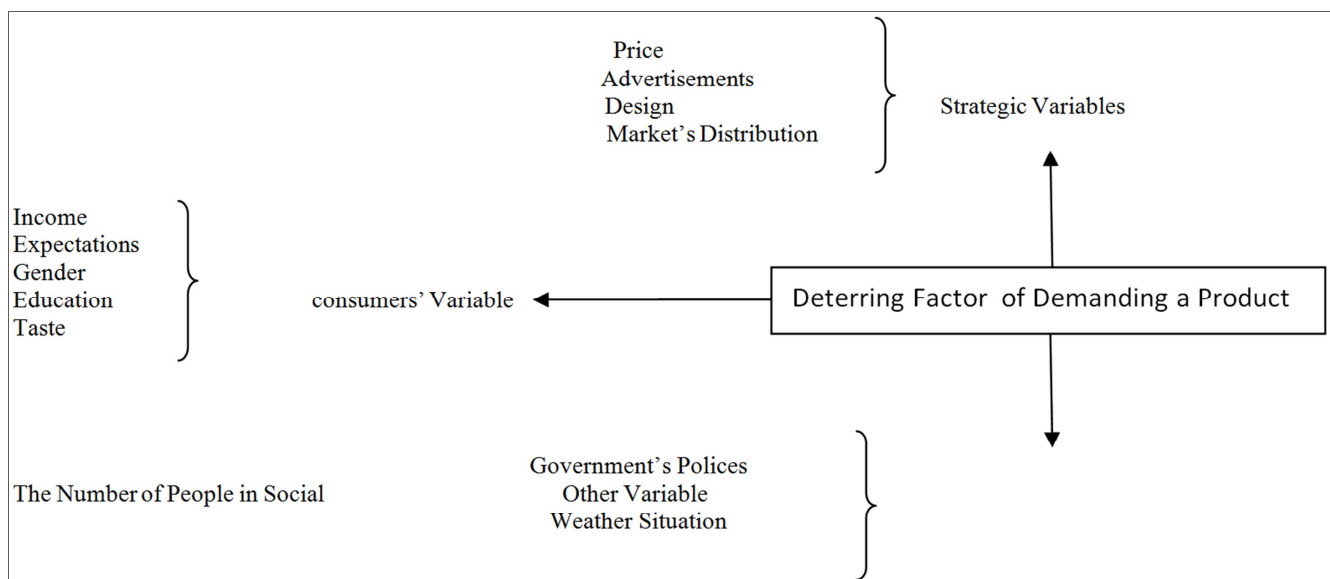 Price
Advertisements
Design
Market’s Distribution
Strategic Variables
Income
Expectations
Gender
Education
Taste
consumers’ Variable
Deterring Factor of Demanding a Product
Government’s Polices
Other Variable
Weather Situation
The Number of People in Social